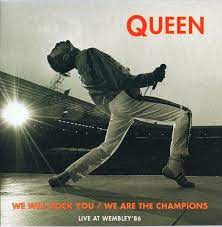 QUEEN
WE WILL ROCK YOU / WE ARE THE CHAMPIONS
LIVE AT WEMBLEY'86